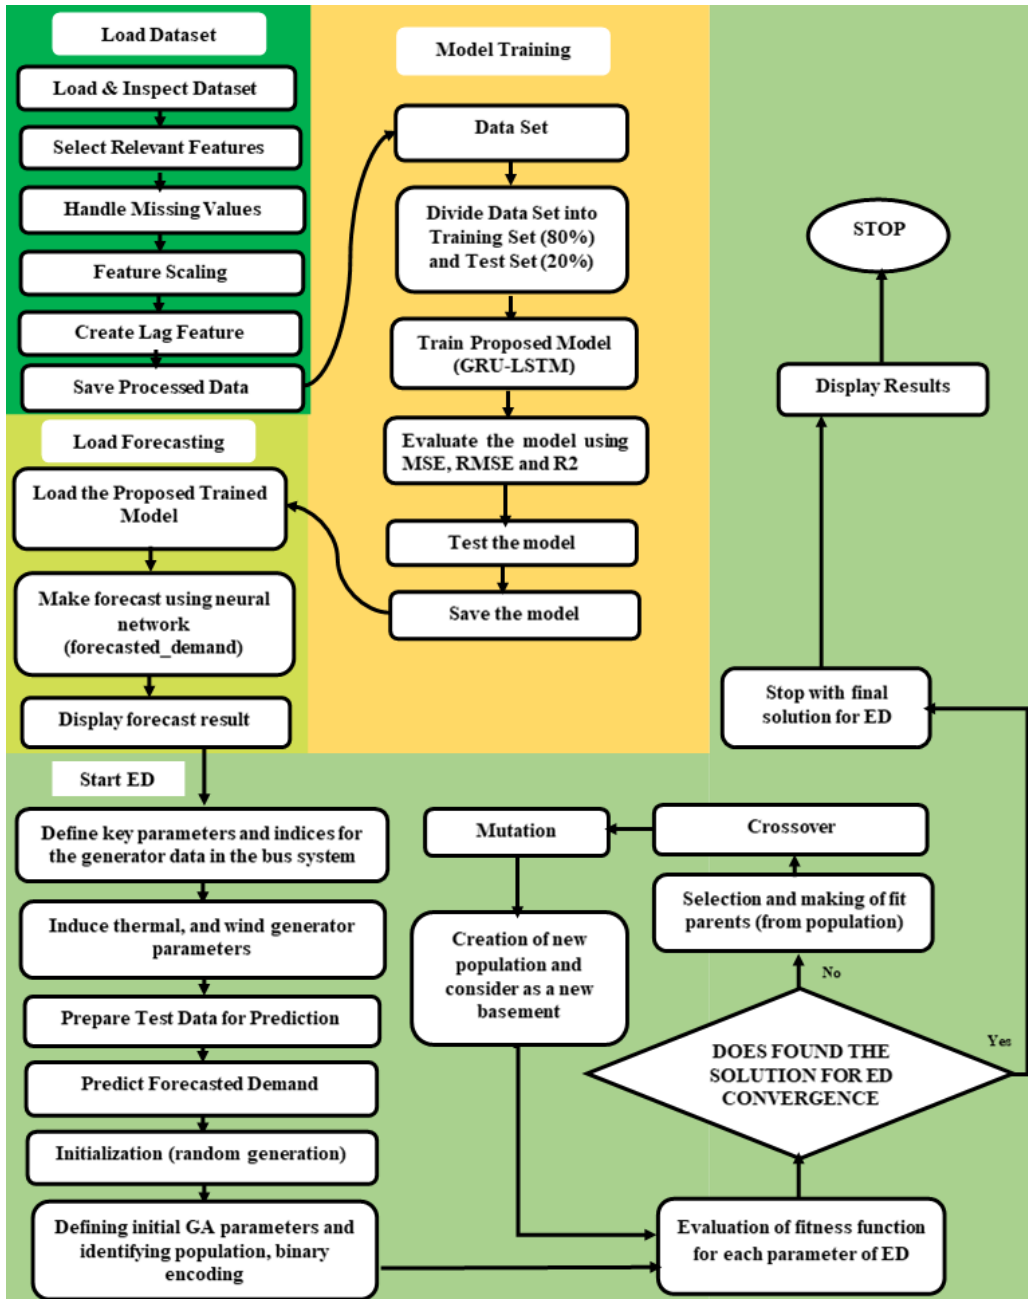 Load Dataset
Load & Inspect Dataset
Select Relevant Features
Handle Missing Values
Feature Scaling
Create Lag Feature
Save Processed Data
Model Training
Data Set
Divide Data Set into
Training Set (80%)
and Test Set (20%)
Train Proposed Model
(GRU-LSTM)
Evaluate the model using
MSE, RMSE and R2
Test the model
Save the model
Load Forecasting
Load the Proposed Trained
Model
Make forecast using neural
network
(forecasted_demand)
Display forecast result
Start ED
Define key parameters and indices for
the generator data in the bus system
Induce thermal, and wind generator
parameters
Prepare Test Data for Prediction
Predict Forecasted Demand
Initialization (random generation)
Defining initial GA parameters and
identifying population, binary
encoding
Evaluation of fitness function
for each parameter of ED
DOES FOUND THE
SOLUTION FOR ED
CONVERGENCE
No
Yes
Selection and making of fit
parents (from population)
Crossover
Mutation
Creation of new
population and
consider as a new
basement
Stop with final
solution for ED
Display Results
STOP